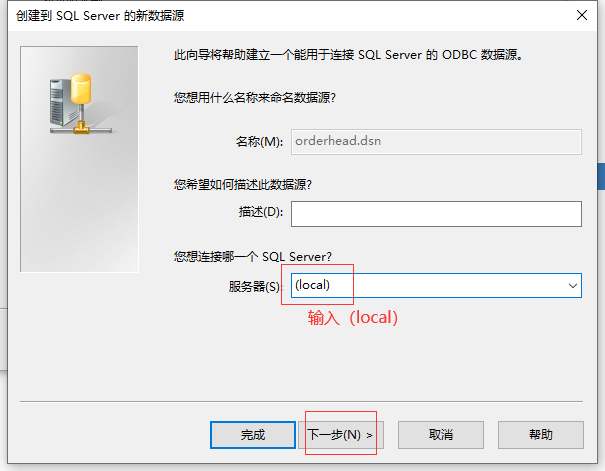 创建到 SQL Server 的新数据源
此向导将帮助建立一个能用于连接 SQL Server 的 ODBC 数据源。
您想用什么名称来命名数据源?
名称(M): orderhead.dsn
您希望如何描述此数据源?
描述(D):
您想连接哪一个 SQL Server?
服务器(S): (local)
输入（local）
完成 下一步(N) > 取消 帮助